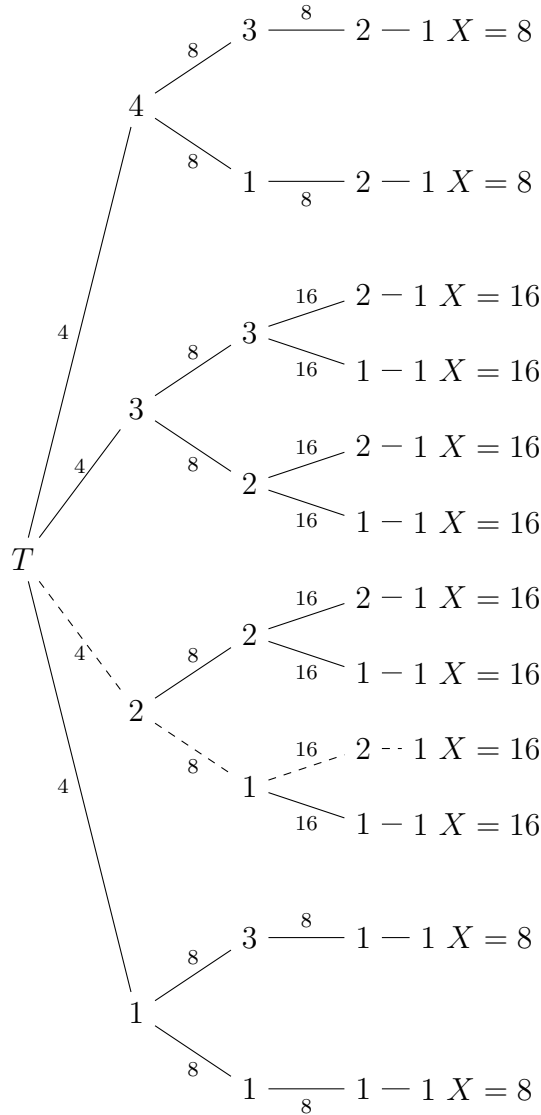 8
3 8 2 1 X = 8
4
8
1 8 2 1 X = 8
4
16 2 1 X = 16
8 3
16 1 1 X = 16
3
4
8 16 2 1 X = 16
2
16 1 1 X = 16
T
16 2 1 X = 16
4 8 2
16 1 1 X = 16
2
8 16 2 1 X = 16
4 1
16 1 1 X = 16
8
3 8 1 1 X = 8
1
8
1 8 1 1 X = 8